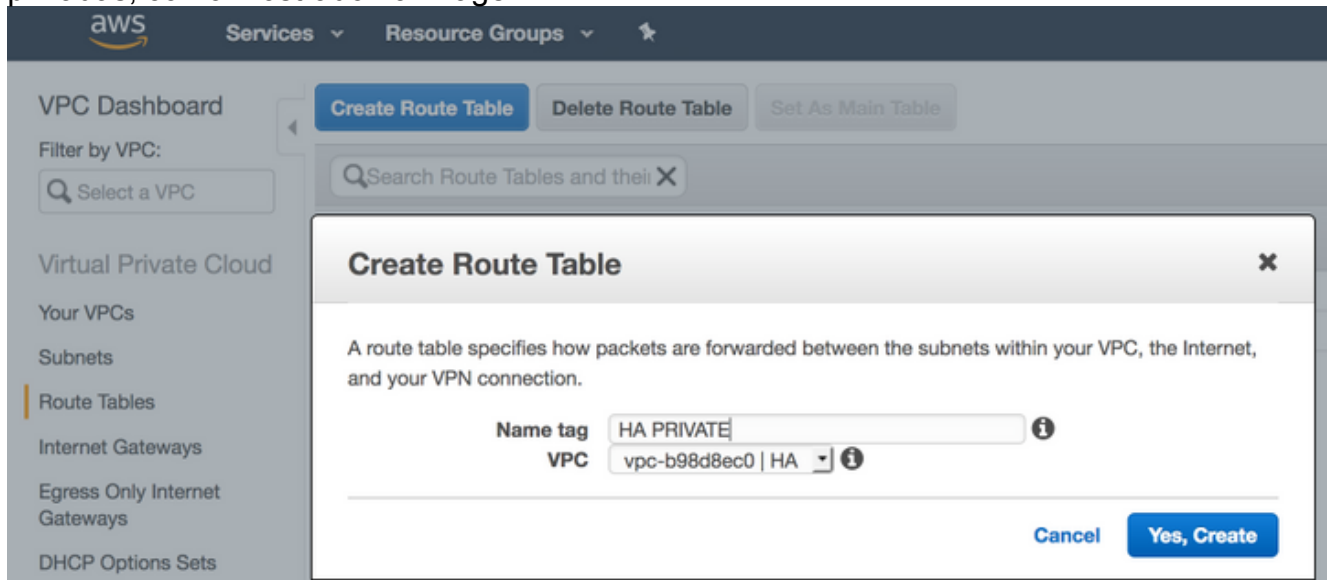 aws Services Resource Groups
VPC Dashboard
Create Route Table Delete Route Table Set As Main Table
Filter by VPC:
Select a VPC
Search Route Tables and thei
Virtual Private Cloud
Your VPCs
Subnets
Route Tables
Internet Gateways
Egress Only Internet
Gateways
DHCP Options Sets
Create Route Table
A route table specifies how packets are forwarded between the subnets within your VPC, the Internet,
and your VPN connection.
Name tag HA PRIVATE
VPC vpc-b98d8ec0 | HA
Cancel Yes, Create